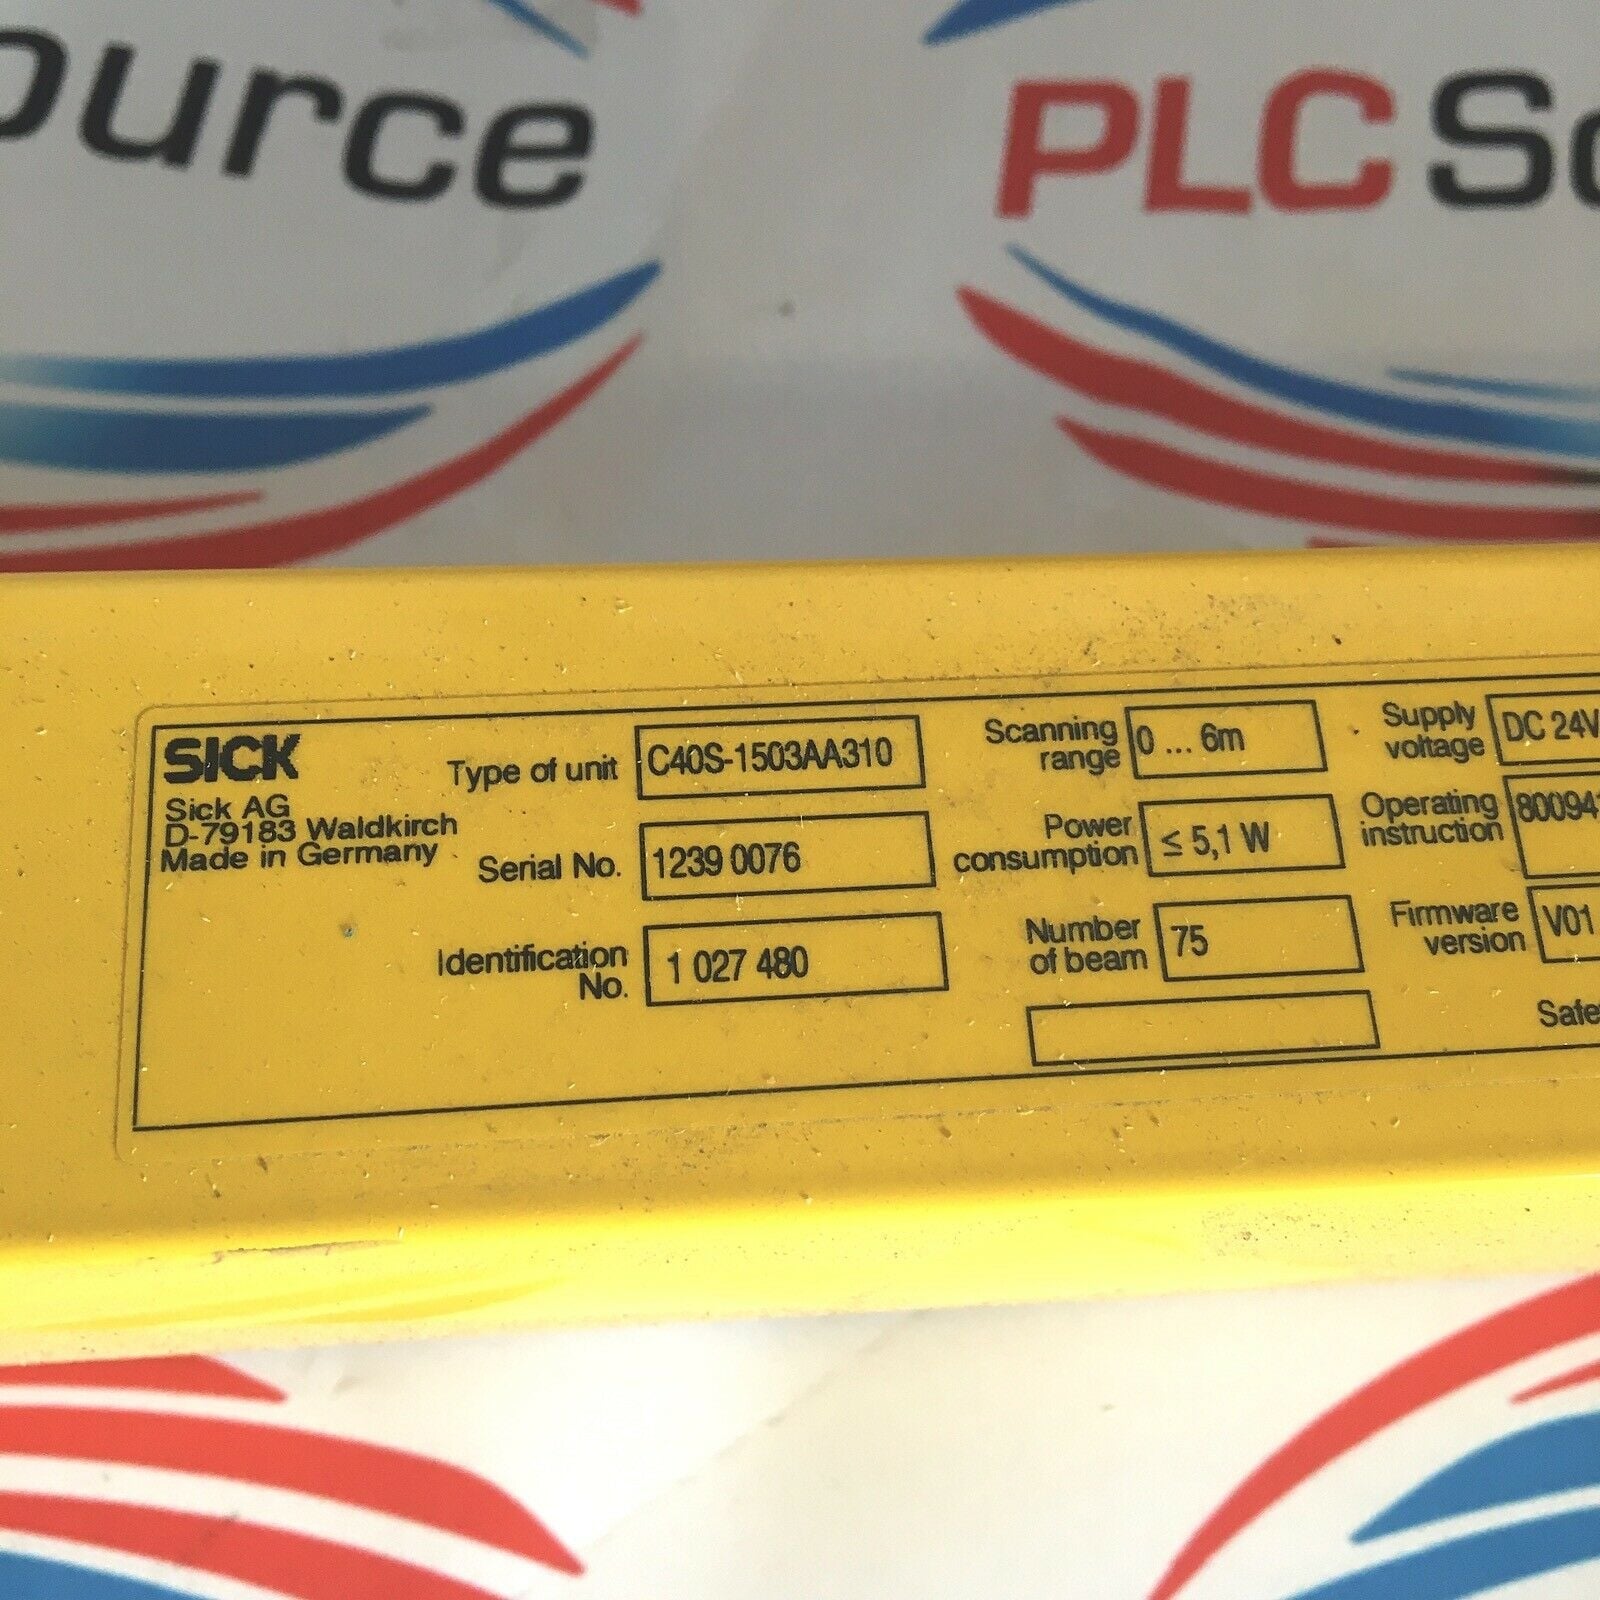 PLC
SICK
Sick AG
D-79183 Waldkirch
Made in Germany
Type of unit C40S-1503AA310
Serial No. 1239 0076
Identification
No. 1 027 480
Scanning
range 0 ... 6m
Power
consumption ≤ 5,1 W
Number
of beam 75
Supply
voltage DC 24V
Operating
instruction
Firmware
version V01